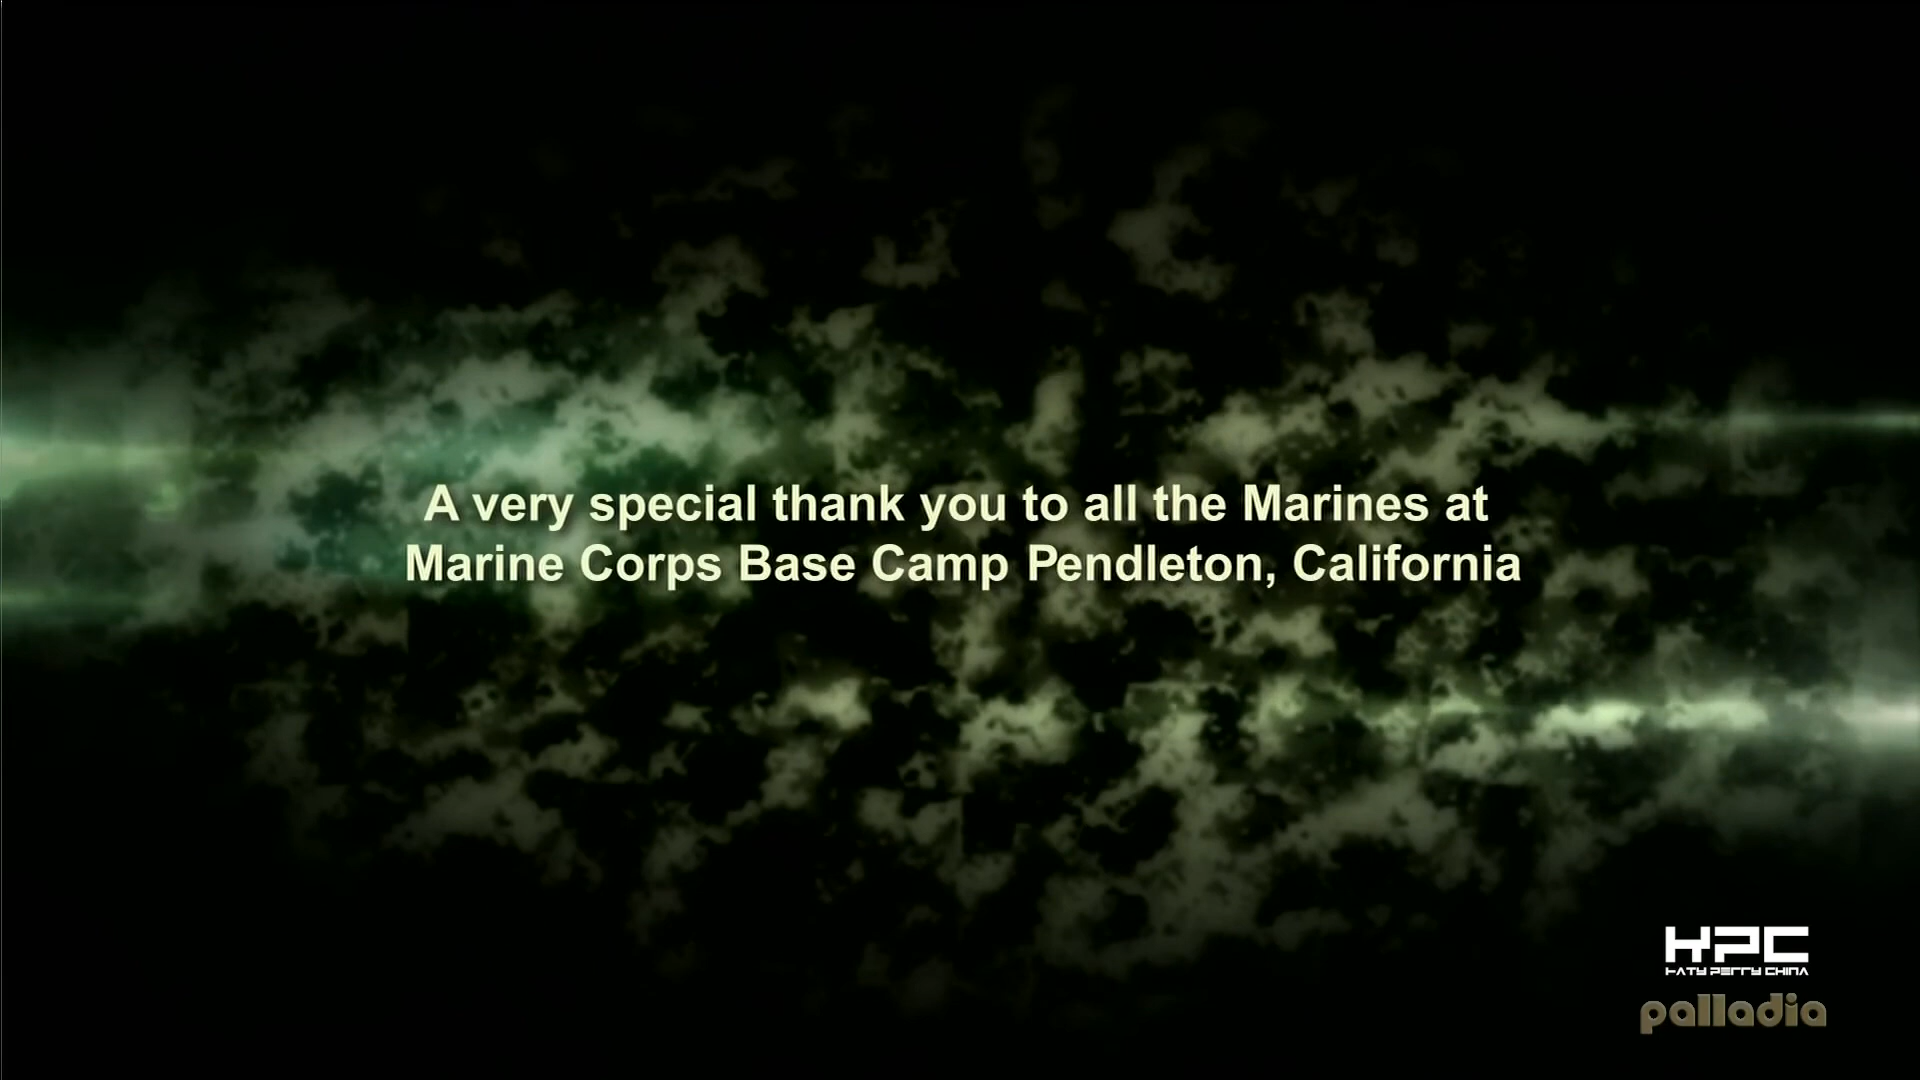 A very special thank you to all the Marines at
Marine Corps Base Camp Pendleton, California
KPC
KATY PERRY CHINA
palladia